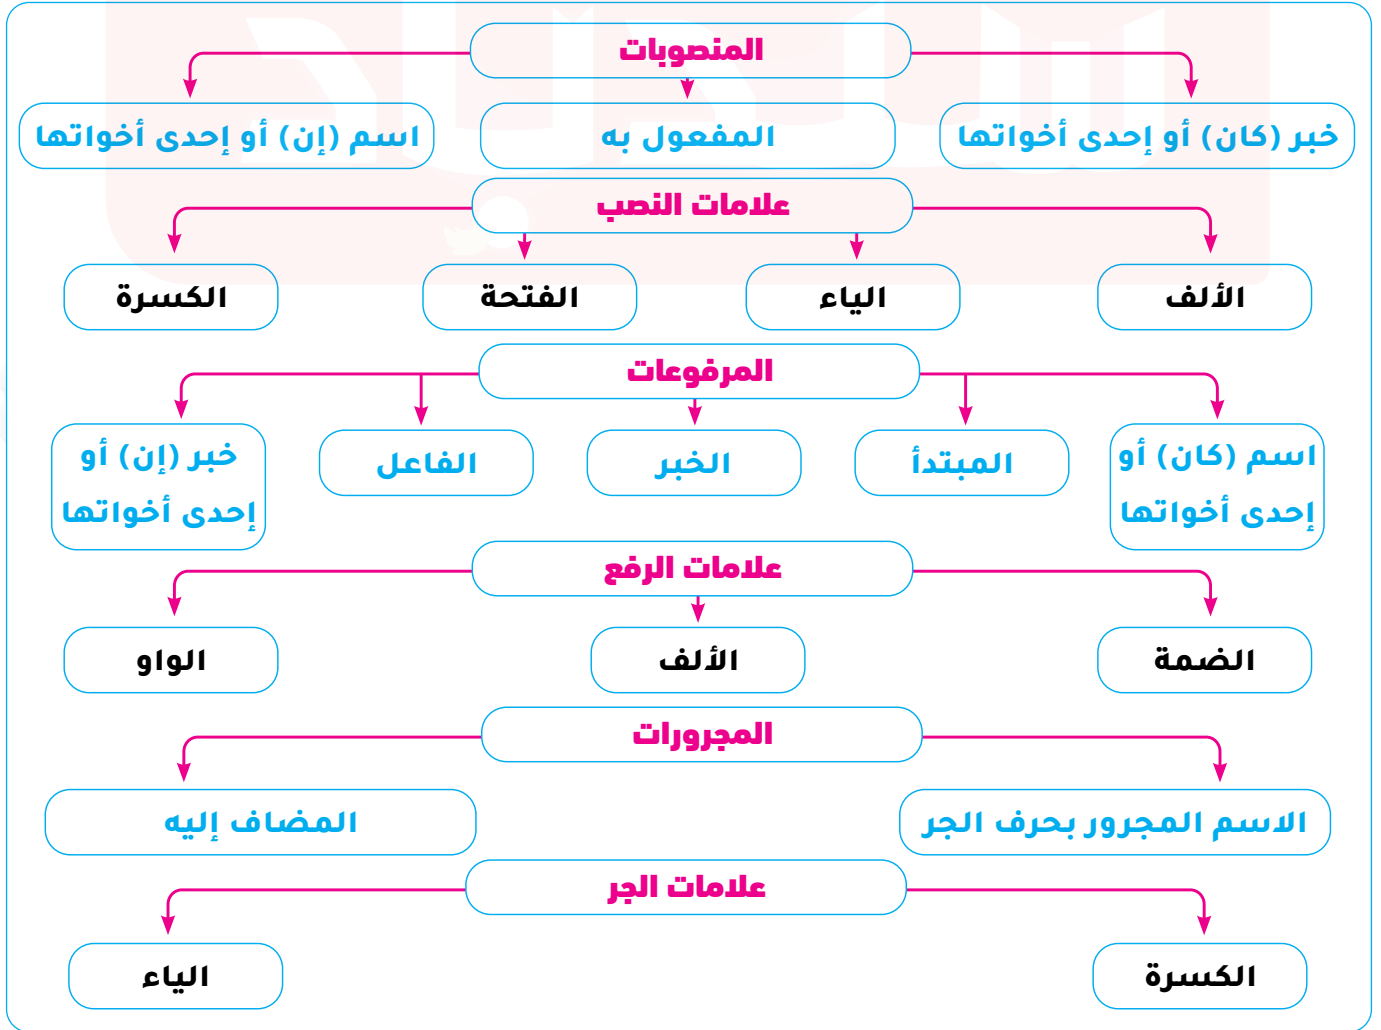 المنصوبات
خبر (كان) أو إحدى أخواتها
المفعول به
اسم (إن) أو إحدى أخواتها
علامات النصب
الألف
الياء
الفتحة
الكسرة
المرفوعات
اسم (كان) أو
إحدى أخواتها
المبتدأ
الخبر
الفاعل
خبر (إن) أو
إحدى أخواتها
علامات الرفع
الضمة
الألف
الواو
المجرورات
الاسم المجرور بحرف الجر
المضاف إليه
علامات الجر
الكسرة
الياء